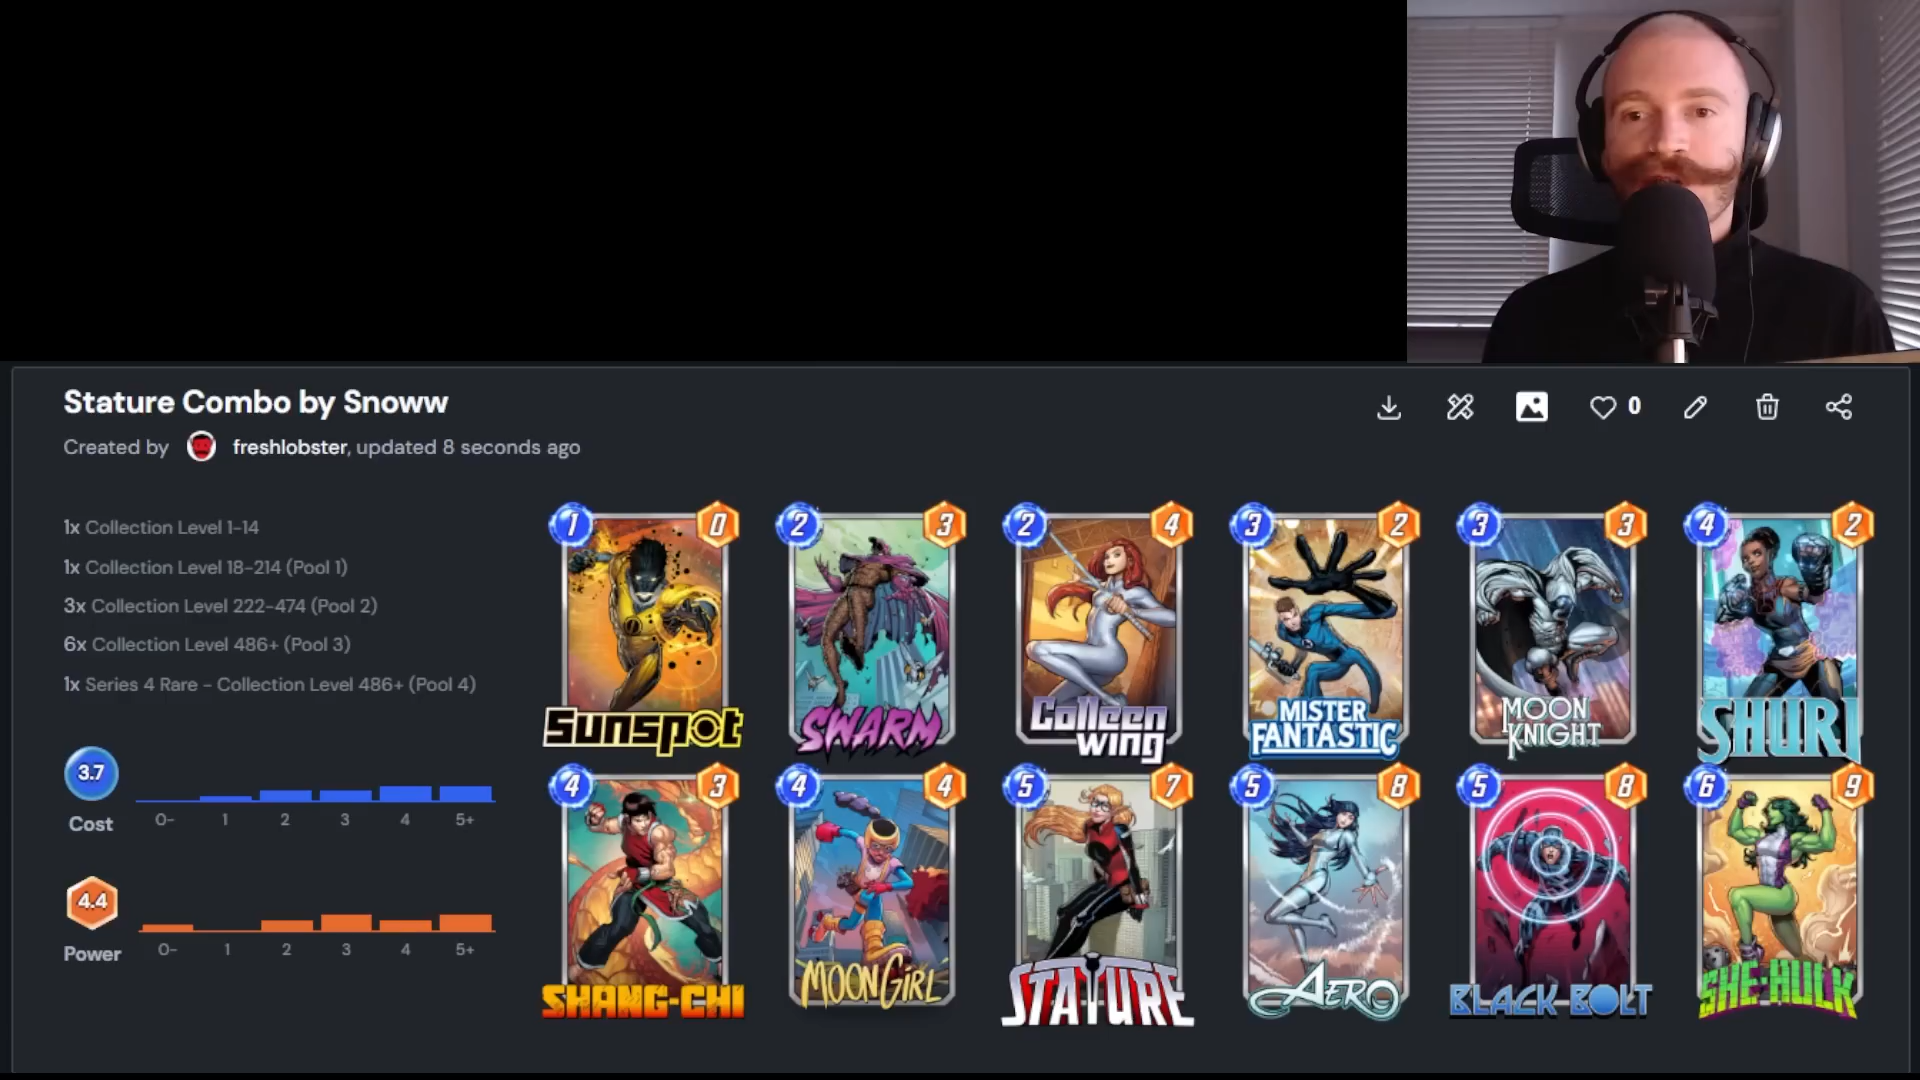 Stature Combo by Snoww
Created by freshlobster, updated 8 seconds ago
0
1x Collection Level 1-14
1x Collection Level 18-214 (Pool 1)
3x Collection Level 222-474 (Pool 2)
6x Collection Level 486+ (Pool 3)
1x Series 4 Rare - Collection Level 486+ (Pool 4)
3.7
Cost
0- 1 2 3 4 5+
4.4
Power
0- 1 2 3 4 5+
1 0 2 3 2 4 3 2 3 3 4 2
SUNSPOT
SWARM
COLLEEN
WING
MISTER
FANTASTIC
MOON
KNIGHT
SHURI
4 3 4 4 5 7 5 8 5 8 6 9
SHANG-CHI
MOON GIRL
STATURE
AERO
BLACK BOLT
SHE-HULK